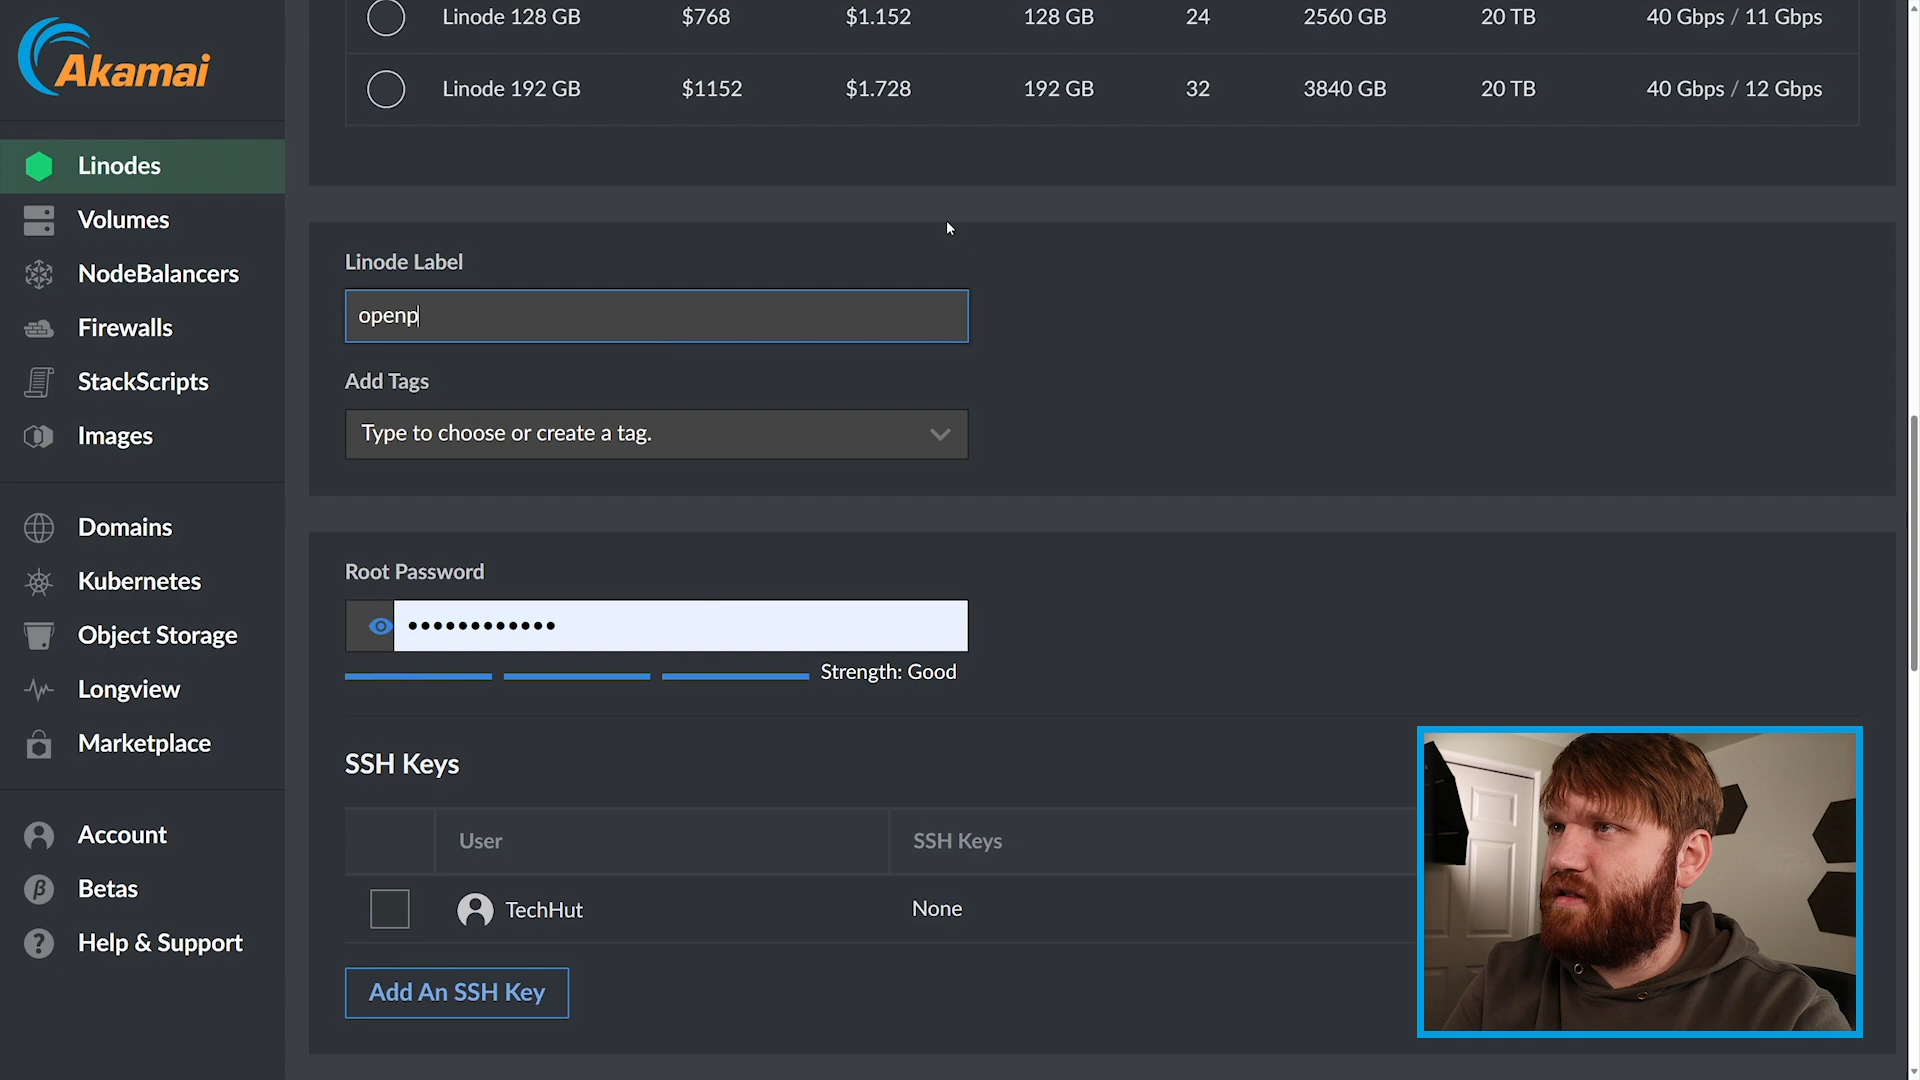 Akamai
Linodes
Volumes
NodeBalancers
Firewalls
StackScripts
Images
Domains
Kubernetes
Object Storage
Longview
Marketplace
Account
β Betas
? Help & Support
Linode 128 GB $768 $1.152 128 GB 24 2560 GB 20 TB 40 Gbps / 11 Gbps
Linode 192 GB $1152 $1.728 192 GB 32 3840 GB 20 TB 40 Gbps / 12 Gbps
Linode Label
openp
Add Tags
Type to choose or create a tag.
Root Password
••••••••••••
Strength: Good
SSH Keys
User SSH Keys
TechHut None
Add An SSH Key